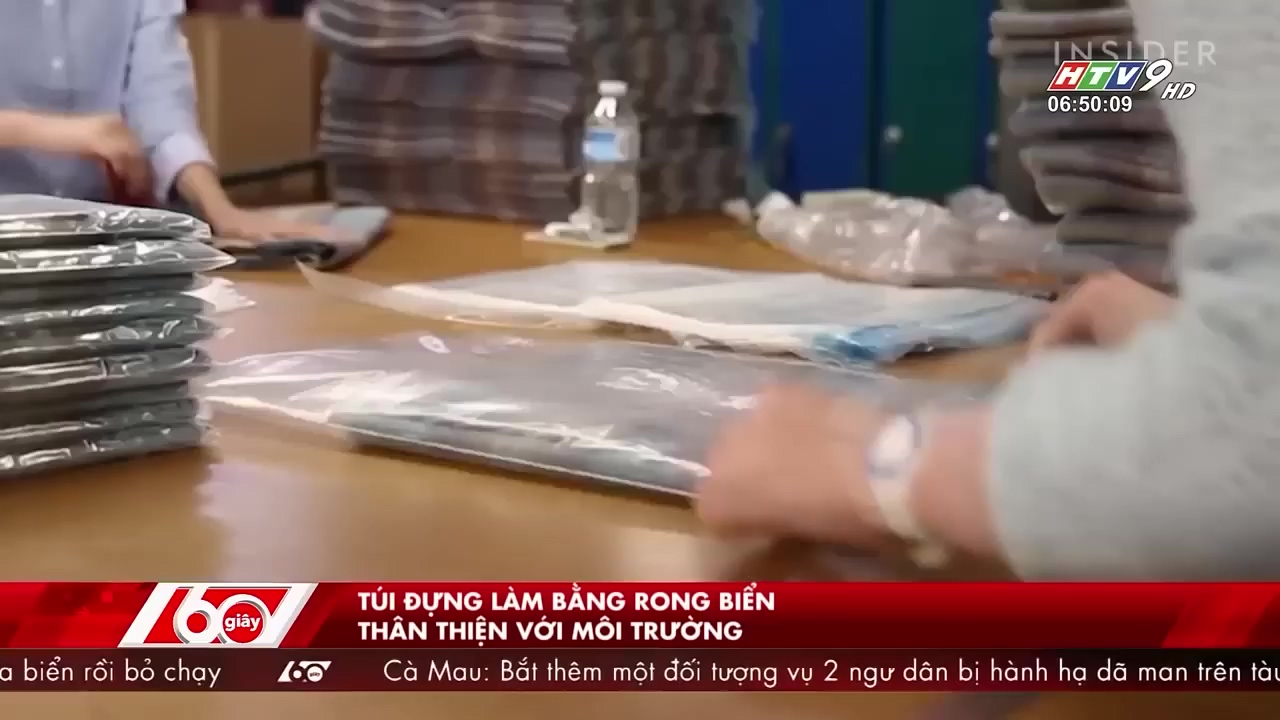 INSIDER
HTV9 HD
06:50:09
TÚI ĐỰNG LÀM BẰNG RONG BIỂN
THÂN THIỆN VỚI MÔI TRƯỜNG
60 giây
a biển rồi bỏ chạy 60 giây Cà Mau: Bắt thêm một đối tượng vụ 2 ngư dân bị hành hạ dã man trên tàu